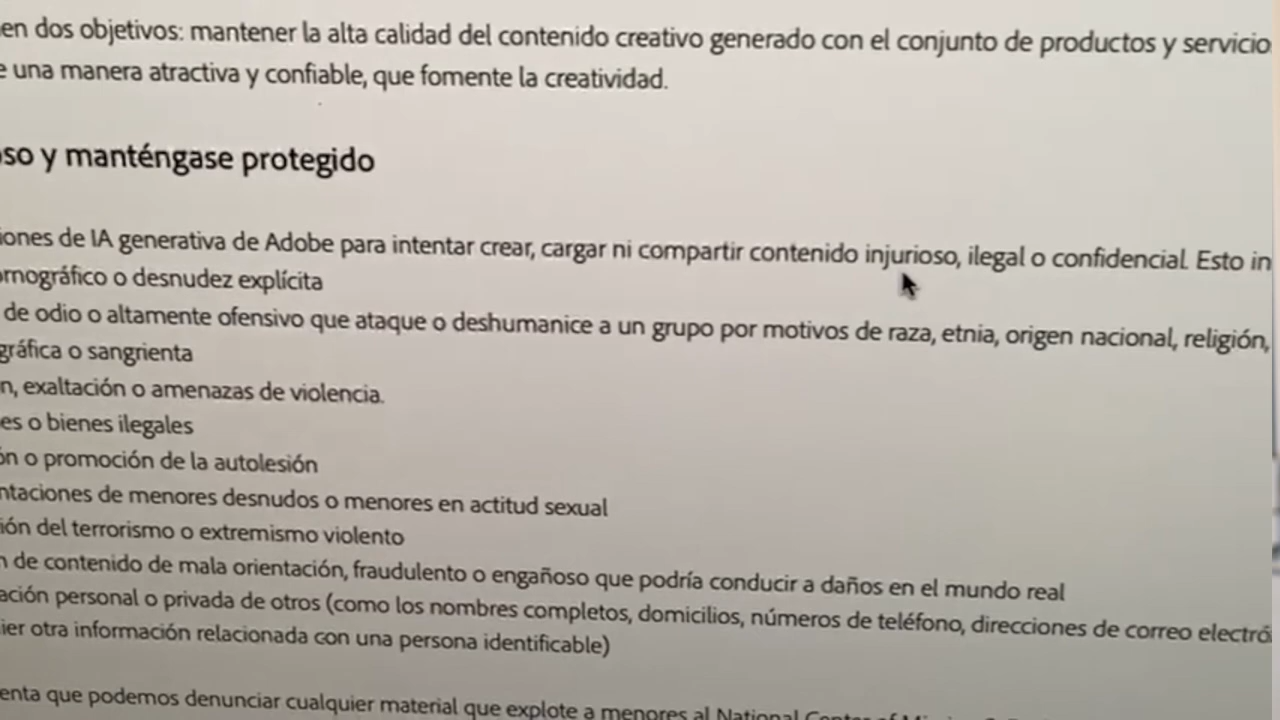 en dos objetivos: mantener la alta calidad del contenido creativo generado con el conjunto de productos y servicio
una manera atractiva y confiable, que fomente la creatividad.
y manténgase protegido
de IA generativa de Adobe para intentar crear, cargar ni compartir contenido injurioso, ilegal o confidencial. Esto in
o desnudez explícita
de odio o altamente ofensivo que ataque o deshumanice a un grupo por motivos de raza, etnia, origen nacional, religión,
gráfica o sangrienta
exaltación o amenazas de violencia.
es o bienes ilegales
o promoción de la autolesión
ntaciones de menores desnudos o menores en actitud sexual
ión del terrorismo o extremismo violento
de contenido de mala orientación, fraudulento o engañoso que podría conducir a daños en el mundo real
ación personal o privada de otros (como los nombres completos, domicilios, números de teléfono, direcciones de correo electró
ier otra información relacionada con una persona identificable)
enta que podemos denunciar cualquier material que explote a menores al National Center of